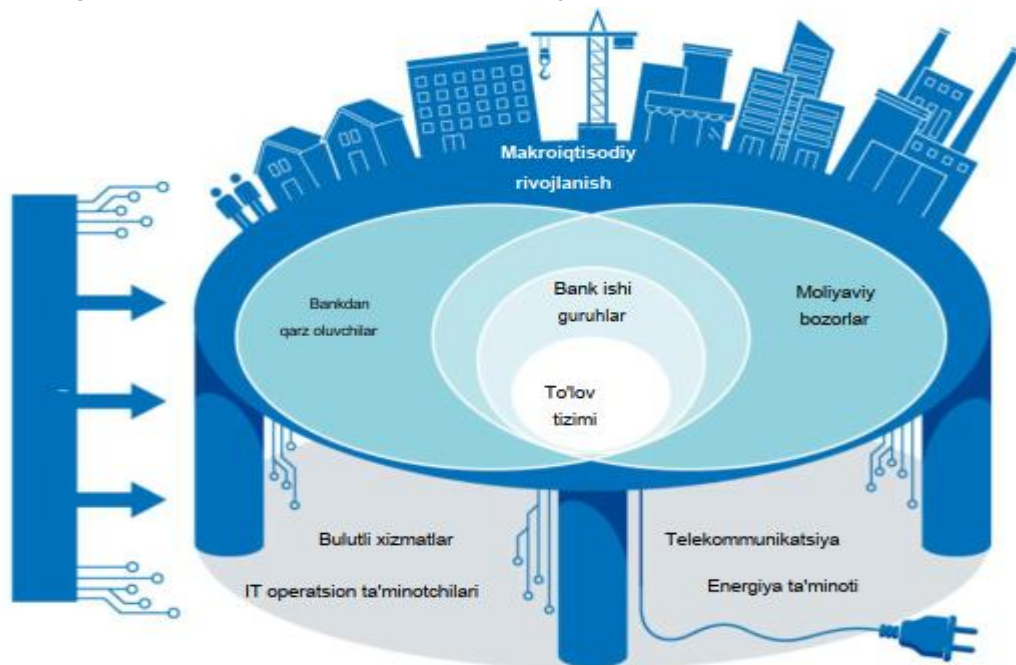 Makroiqtisodiy
rivojlanish
Bankdan
qarz oluvchilar
Bank ishi
guruhlar
Moliyaviy
bozorlar
To'lov
tizimi
Bulutli xizmatlar
Telekommunikatsiya
IT operatsion ta'minotchilari
Energiya ta'minoti